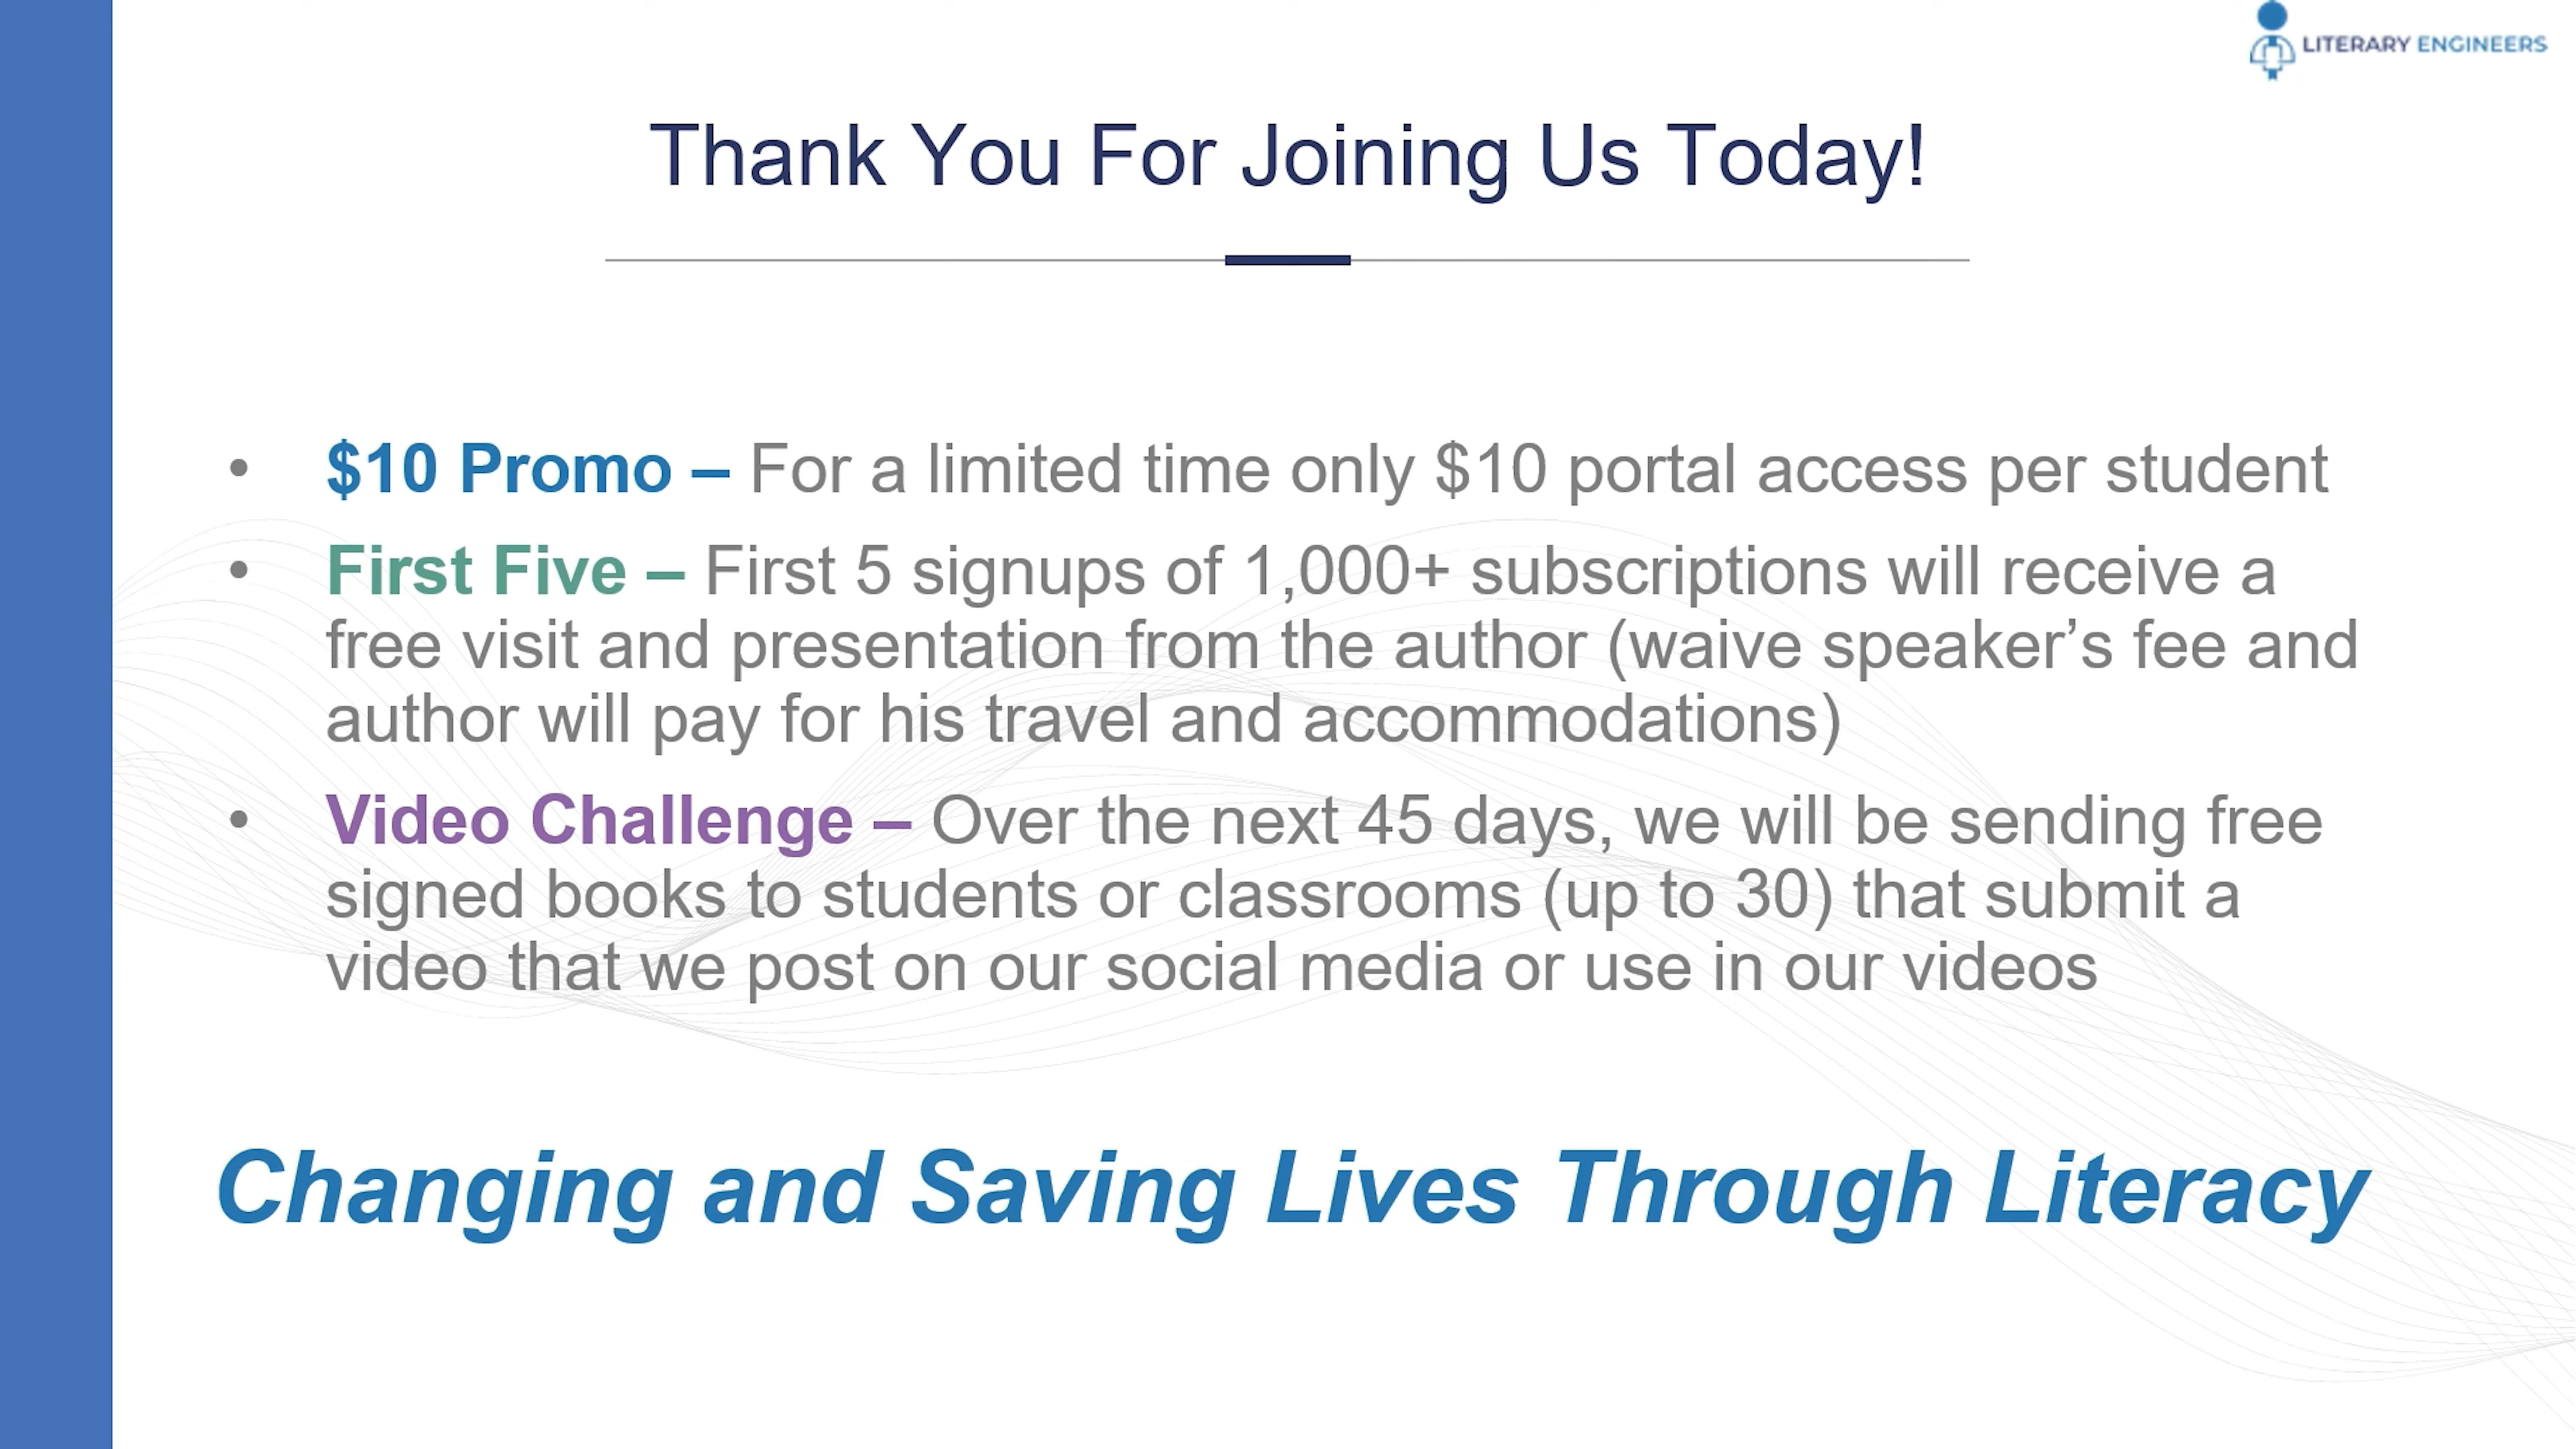 LITERARY ENGINEERS
Thank You For Joining Us Today!
• $10 Promo – For a limited time only $10 portal access per student
• First Five – First 5 signups of 1,000+ subscriptions will receive a
free visit and presentation from the author (waive speaker’s fee and
author will pay for his travel and accommodations)
• Video Challenge – Over the next 45 days, we will be sending free
signed books to students or classrooms (up to 30) that submit a
video that we post on our social media or use in our videos
Changing and Saving Lives Through Literacy